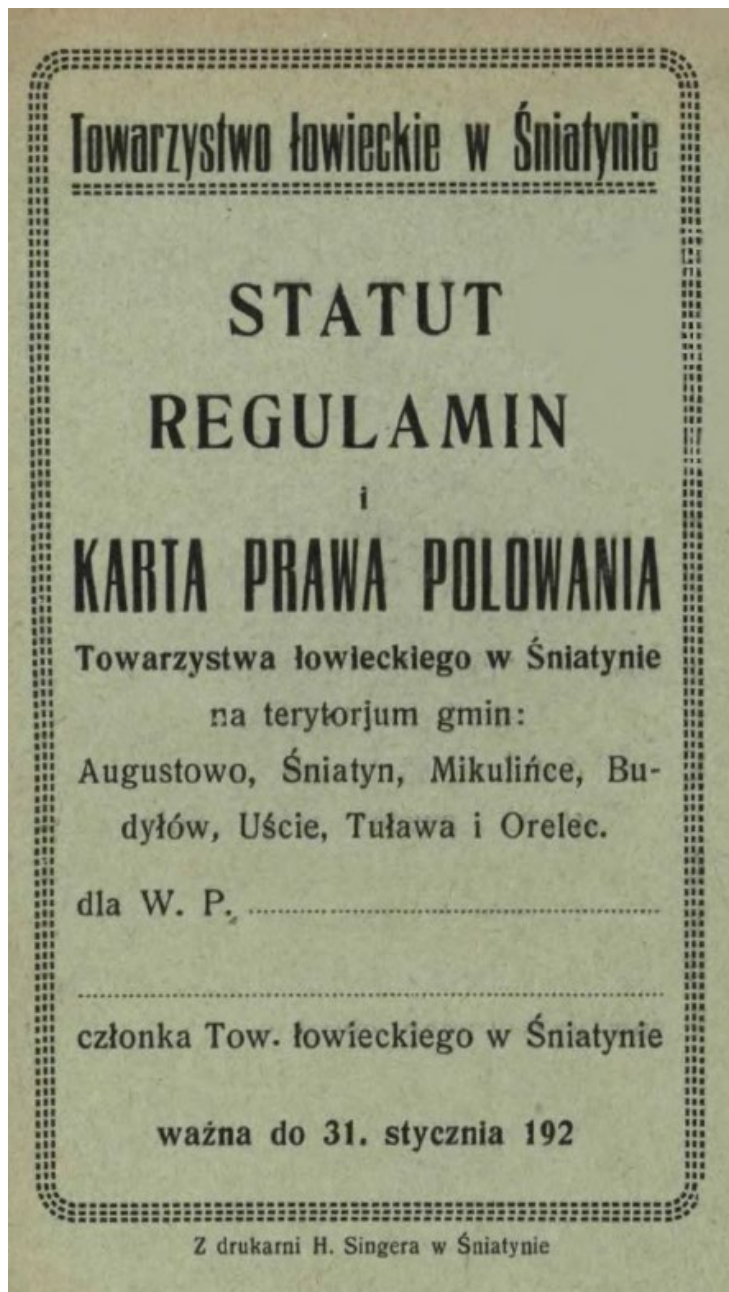 Towarzystwo łowieckie w Śniatynie
STATUT
REGULAMIN
i
KARTA PRAWA POLOWANIA
Towarzystwa łowieckiego w Śniatynie
na terytorjum gmin:
Augustowo, Śniatyn, Mikulińce, Bu-
dyłów, Uście, Tuława i Orelec.
dla W. P.
członka Tow. łowieckiego w Śniatynie
ważna do 31. stycznia 192
Z drukarni H. Singera w Śniatynie